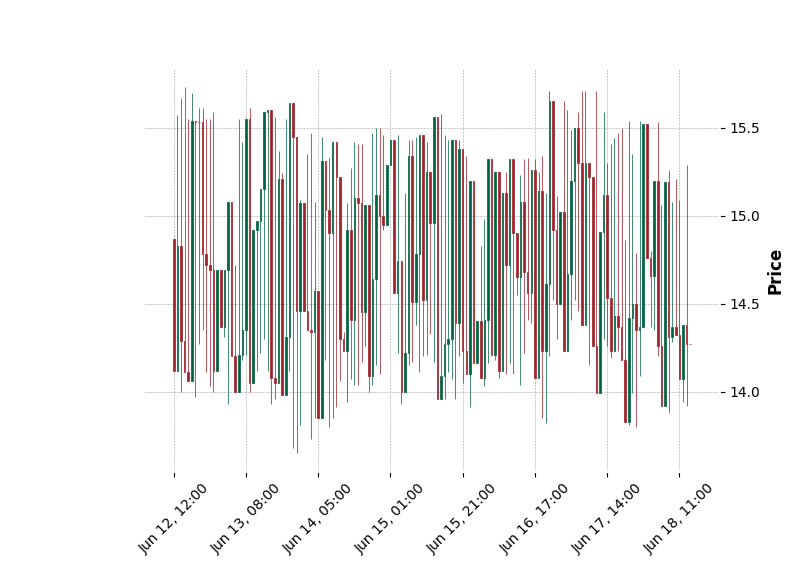 15.5
15.0
14.5
14.0
Price
Jun 12, 12:00
Jun 13, 08:00
Jun 14, 05:00
Jun 15, 01:00
Jun 15, 21:00
Jun 16, 17:00
Jun 17, 14:00
Jun 18, 11:00